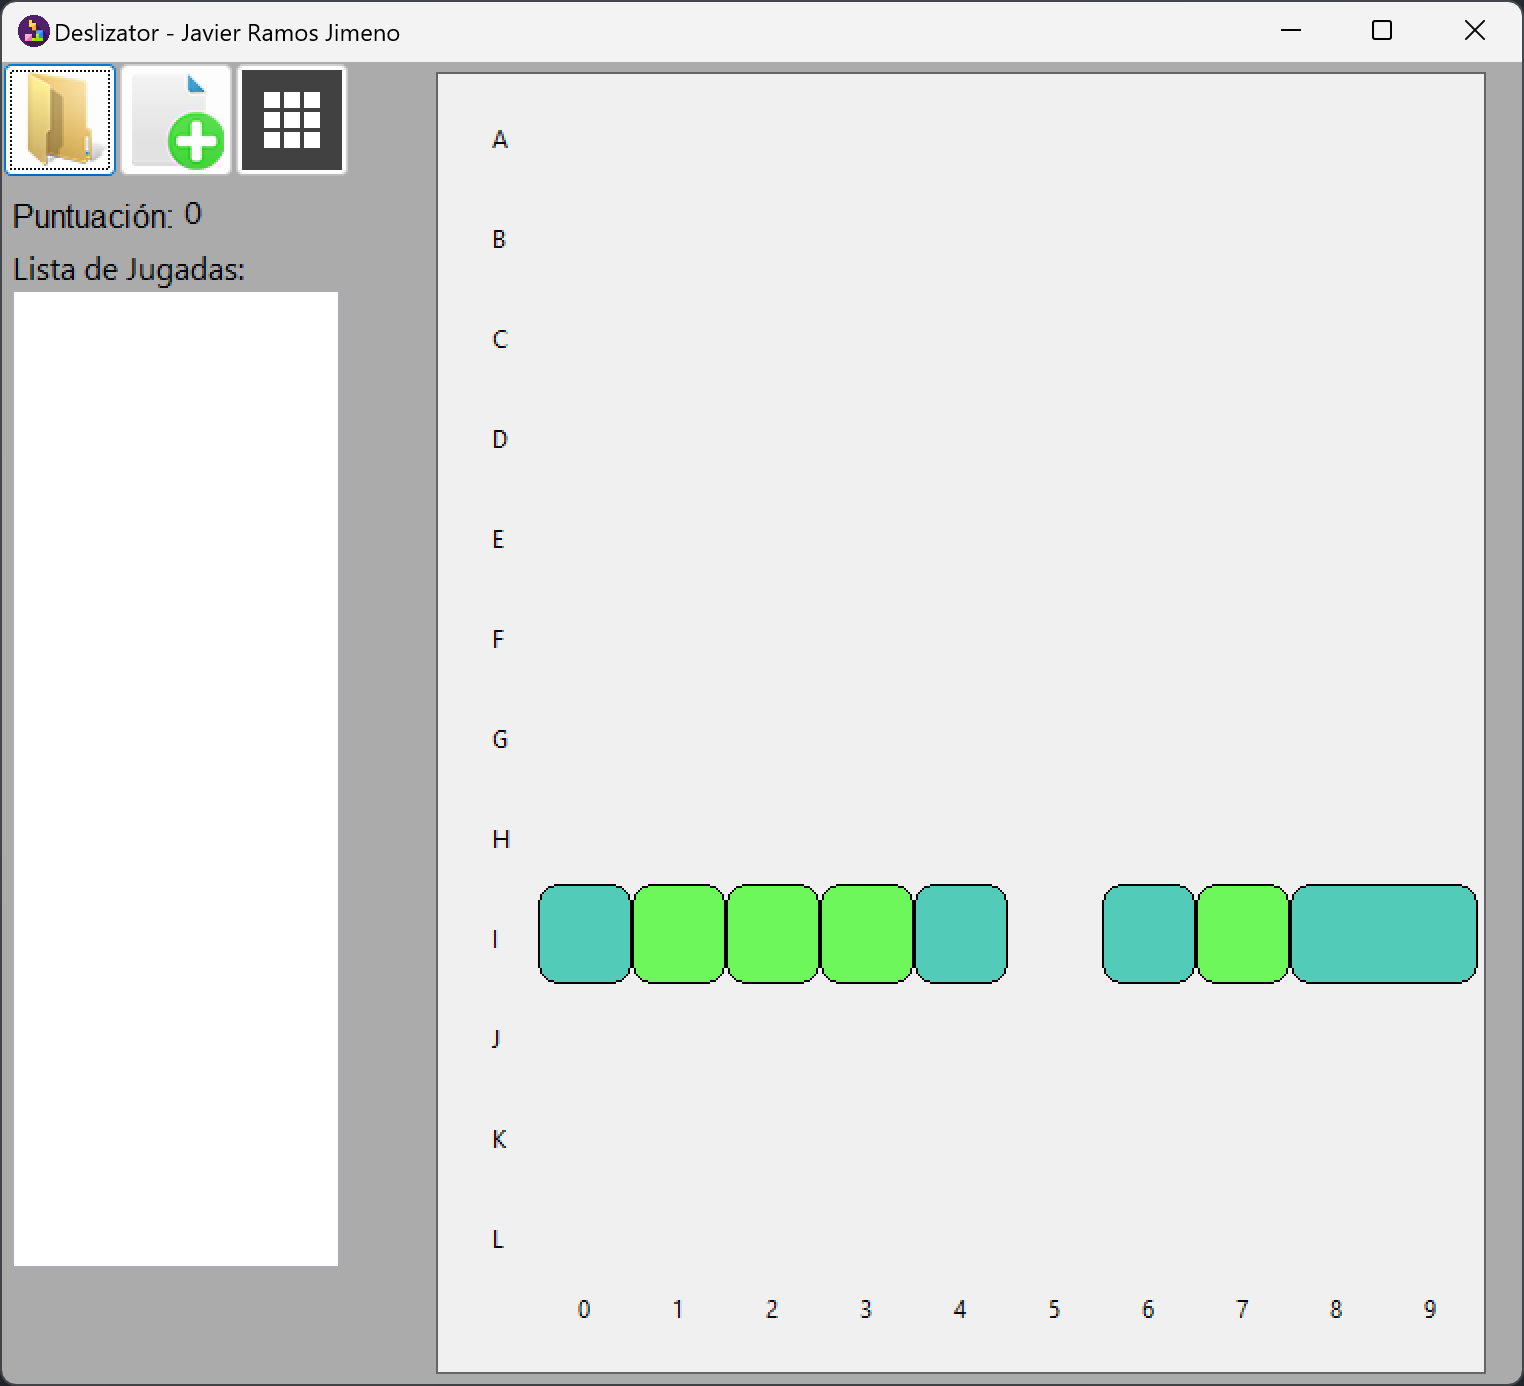 Deslizator - Javier Ramos Jimeno
Puntuación: 0
Lista de Jugadas:
A
B
C
D
E
F
G
H
I
J
K
L
0 1 2 3 4 5 6 7 8 9